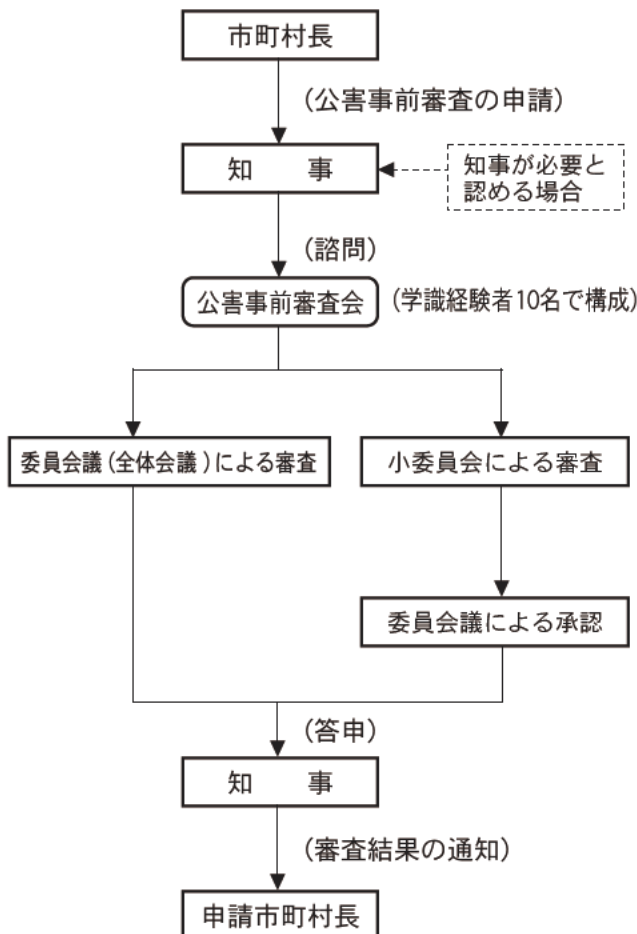 市町村長
(公害事前審査の申請)
知　事
知事が必要と
認める場合
(諮問)
公害事前審査会
(学識経験者10名で構成)
委員会議(全体会議)による審査
小委員会による審査
委員会議による承認
(答申)
知　事
(審査結果の通知)
申請市町村長